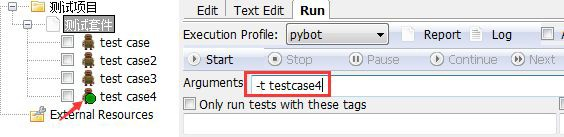 测试项目
测试套件
test case
test case2
test case3
test case4
External Resources
Edit Text Edit Run
Execution Profile: pybot Report Log
Start Stop Pause Continue Next
Arguments: -t testcase4
Only run tests with these tags